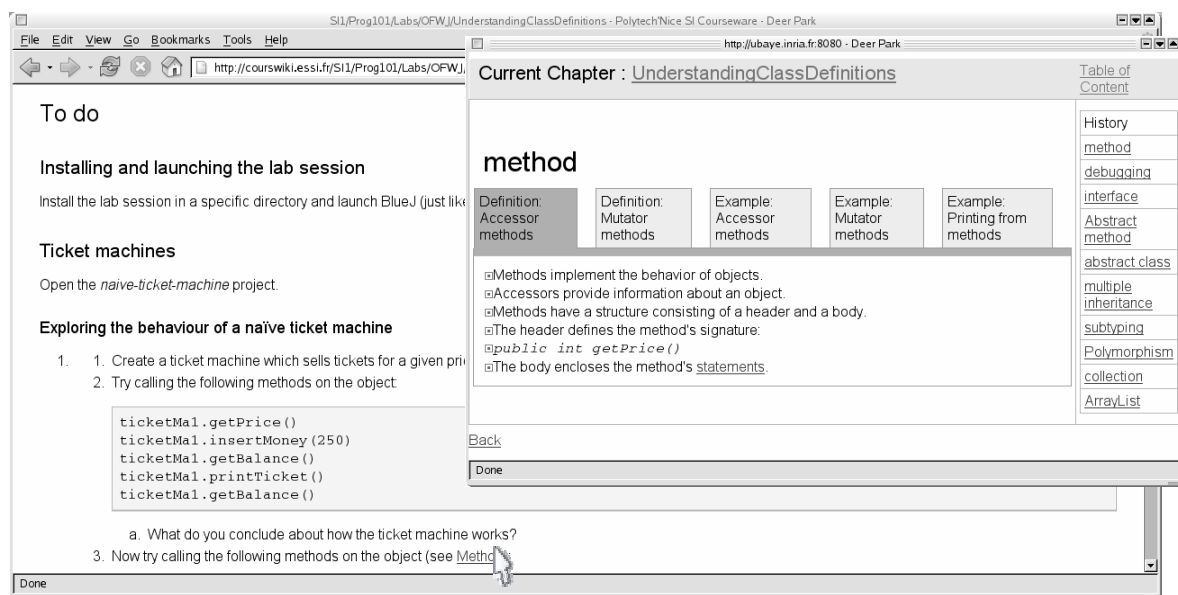 SI1/Prog101/Labs/OFWJ/UnderstandingClassDefinitions - Polytech'Nice SI Courseware - Deer Park
File Edit View Go Bookmarks Tools Help
http://courswiki.essi.fr/SI1/Prog101/Labs/OFWJ/
To do
Installing and launching the lab session
Install the lab session in a specific directory and launch BlueJ (just like
Ticket machines
Open the naive-ticket-machine project.
Exploring the behaviour of a naïve ticket machine
1. 1. Create a ticket machine which sells tickets for a given pri
2. Try calling the following methods on the object:
ticketMa1.getPrice()
ticketMa1.insertMoney(250)
ticketMa1.getBalance()
ticketMa1.printTicket()
ticketMa1.getBalance()
a. What do you conclude about how the ticket machine works?
3. Now try calling the following methods on the object (see Metho
Done
http://ubaye.inria.fr:8080 - Deer Park
Current Chapter : UnderstandingClassDefinitions
Table of
Content
method
Definition:
Accessor
methods
Definition:
Mutator
methods
Example:
Accessor
methods
Example:
Mutator
methods
Example:
Printing from
methods
Methods implement the behavior of objects.
Accessors provide information about an object.
Methods have a structure consisting of a header and a body.
The header defines the method's signature:
public int getPrice()
The body encloses the method's statements.
History
method
debugging
interface
Abstract
method
abstract class
multiple
inheritance
subtyping
Polymorphism
collection
ArrayList
Back
Done